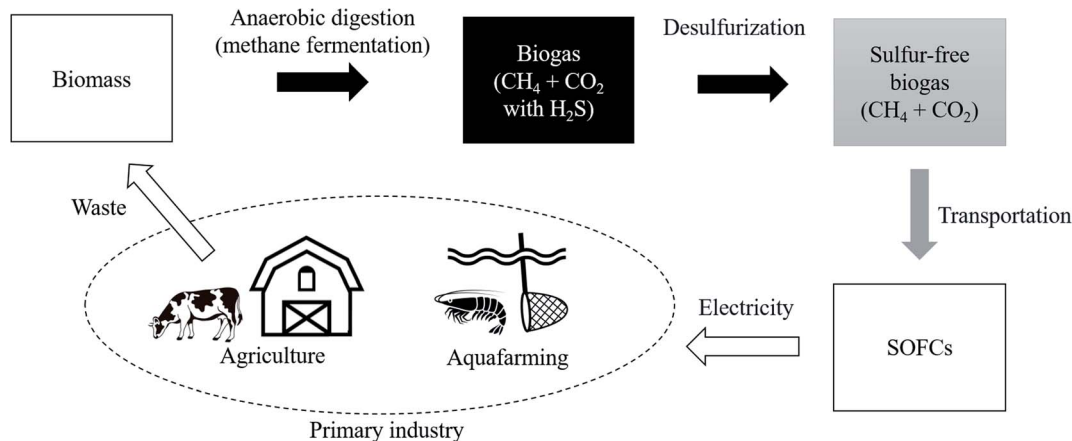 Biomass
Anaerobic digestion
(methane fermentation)
Biogas
(CH₄ + CO₂
with H₂S)
Desulfurization
Sulfur-free
biogas
(CH₄ + CO₂)
Transportation
SOFCs
Electricity
Waste
Agriculture
Aquafarming
Primary industry